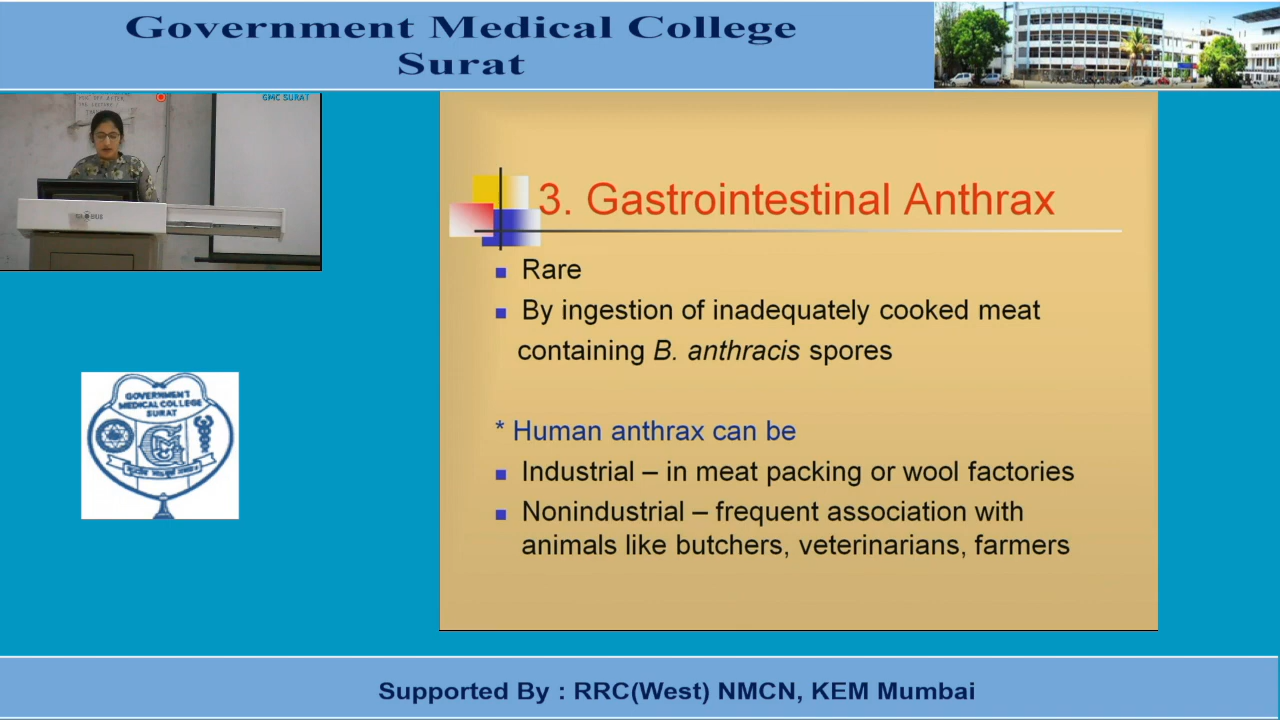 Government Medical College
Surat
GMC SURAT
3. Gastrointestinal Anthrax
Rare
By ingestion of inadequately cooked meat
containing B. anthracis spores
* Human anthrax can be
Industrial – in meat packing or wool factories
Nonindustrial – frequent association with
animals like butchers, veterinarians, farmers
GOVERNMENT
MEDICAL COLLEGE
SURAT
Supported By : RRC(West) NMCN, KEM Mumbai